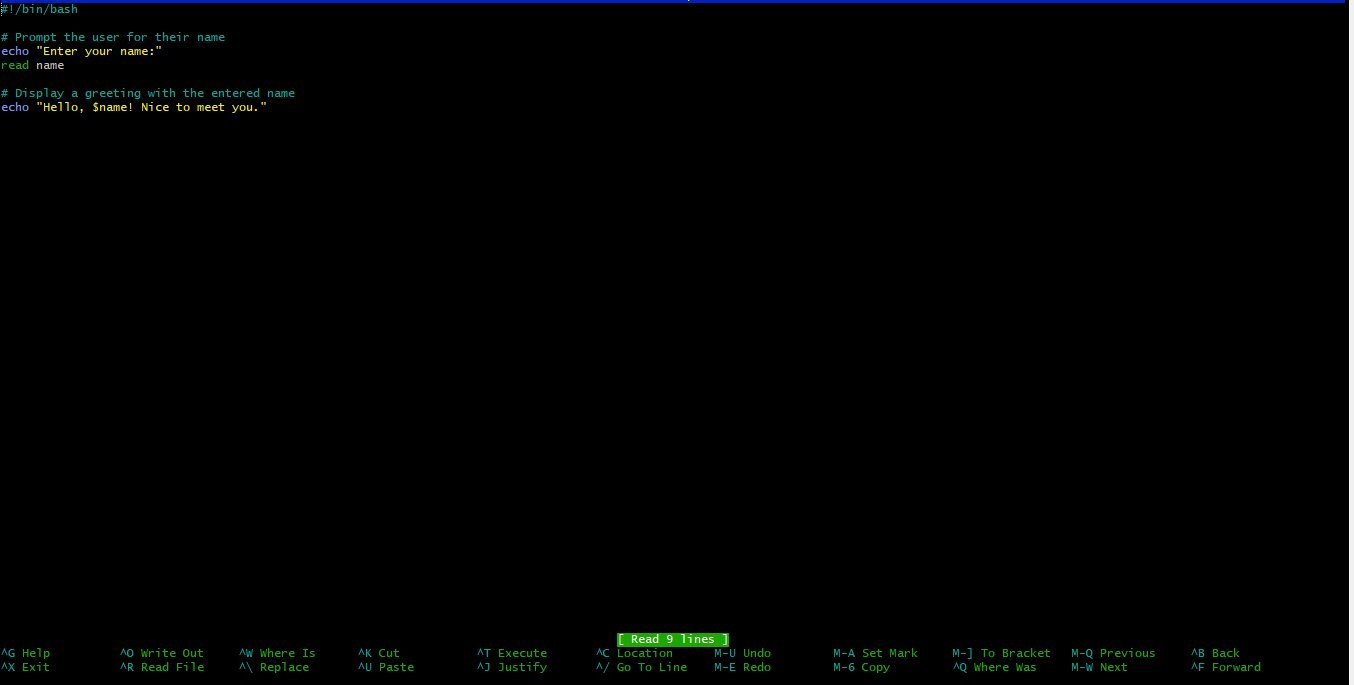 #!/bin/bash
# Prompt the user for their name
echo "Enter your name:"
read name
# Display a greeting with the entered name
echo "Hello, $name! Nice to meet you."
[ Read 9 lines ]
^G Help ^O Write Out ^W Where Is ^K Cut ^T Execute ^C Location M-U Undo M-A Set Mark M-] To Bracket M-Q Previous ^B Back
^X Exit ^R Read File ^\ Replace ^U Paste ^J Justify ^/ Go To Line M-E Redo M-6 Copy ^Q Where Was M-W Next ^F Forward